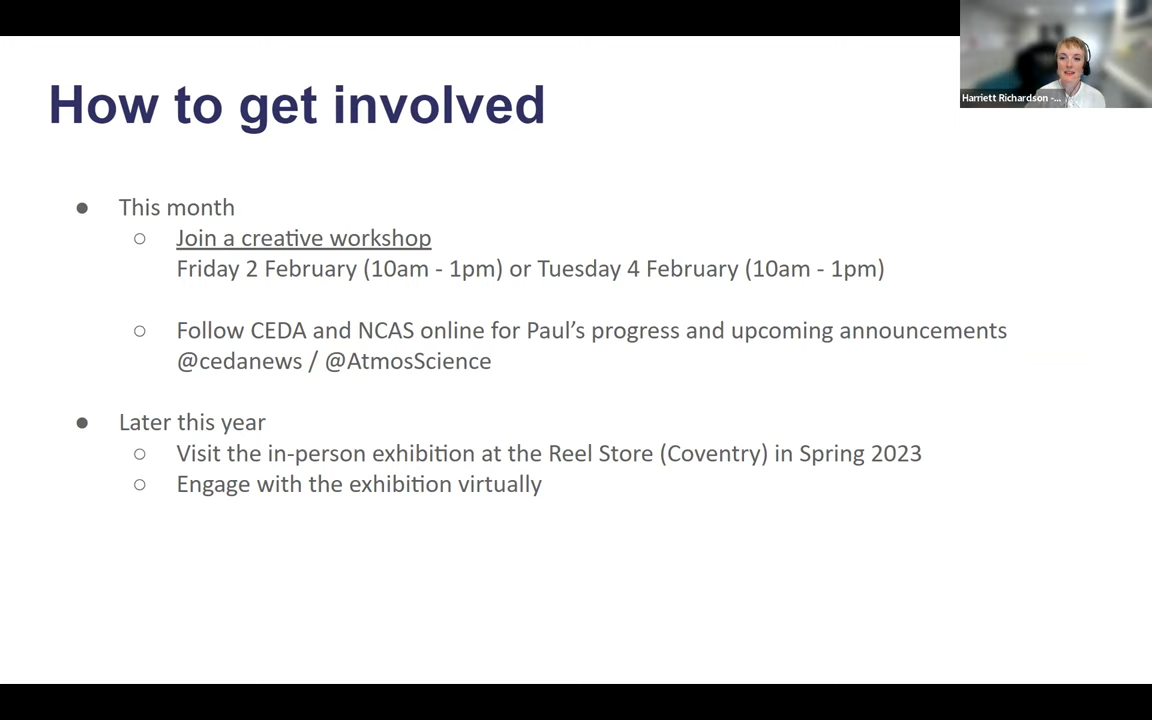 How to get involved
Harriett Richardson -...
● This month
○ Join a creative workshop
Friday 2 February (10am - 1pm) or Tuesday 4 February (10am - 1pm)
○ Follow CEDA and NCAS online for Paul’s progress and upcoming announcements
@cedanews / @AtmosScience
● Later this year
○ Visit the in-person exhibition at the Reel Store (Coventry) in Spring 2023
○ Engage with the exhibition virtually